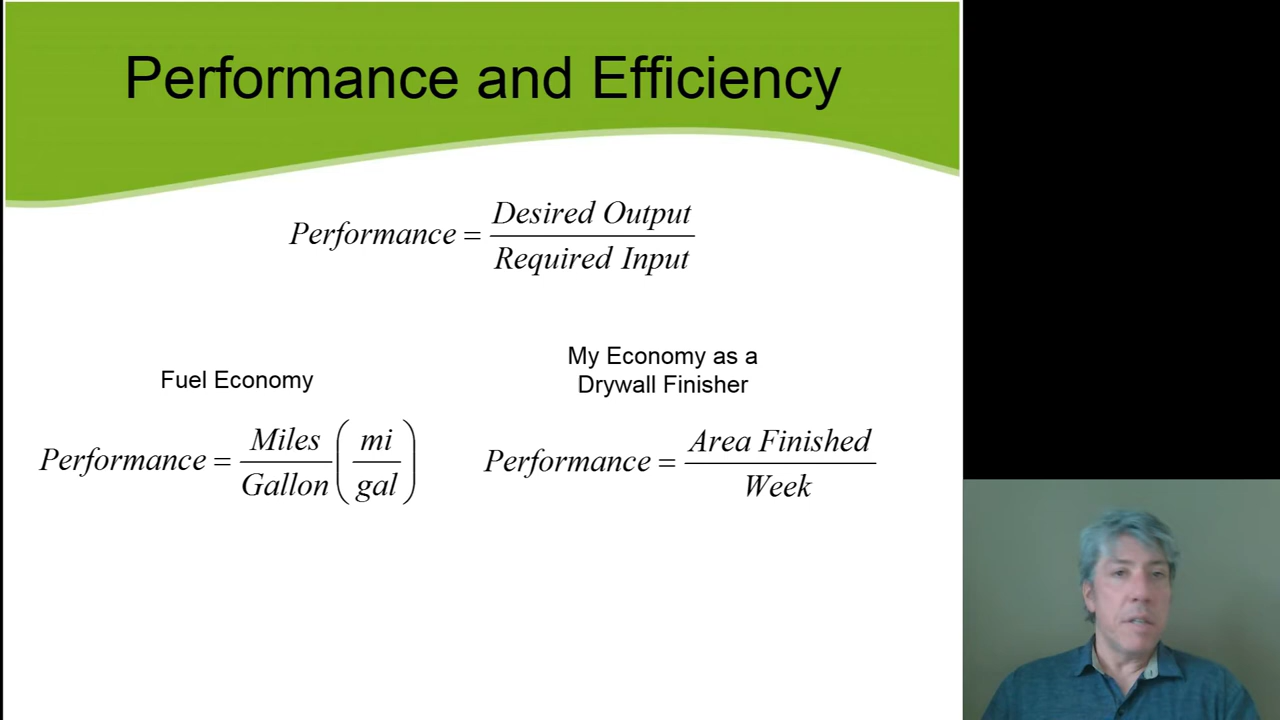 Performance and Efficiency
Performance = Desired Output / Required Input
Fuel Economy
Performance = Miles / Gallon (mi / gal)
My Economy as a
Drywall Finisher
Performance = Area Finished / Week